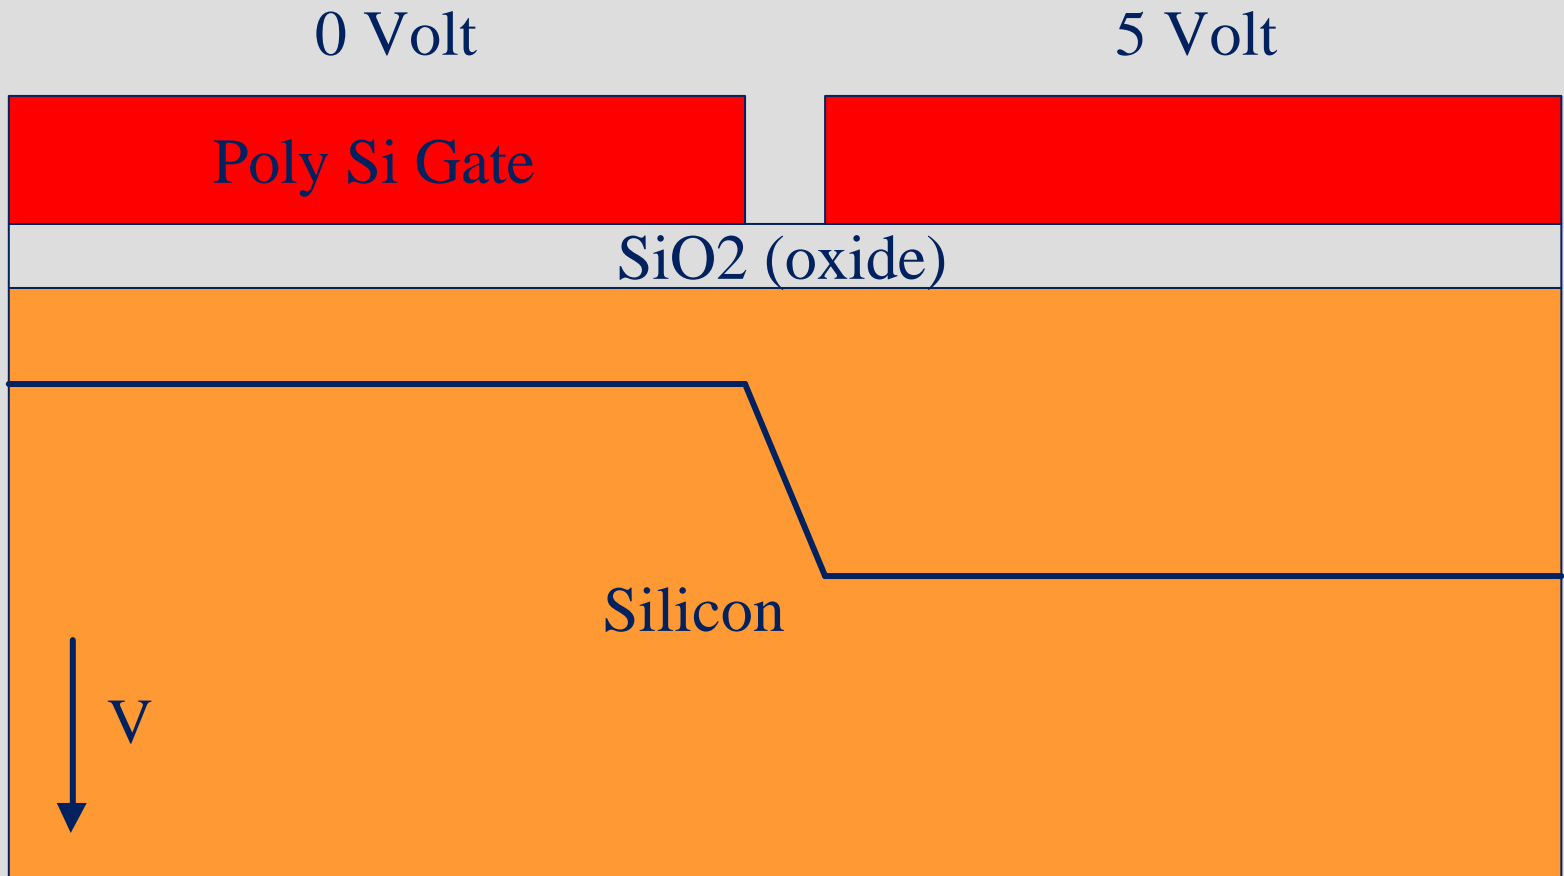 0 Volt
5 Volt
Poly Si Gate
SiO2 (oxide)
Silicon
V